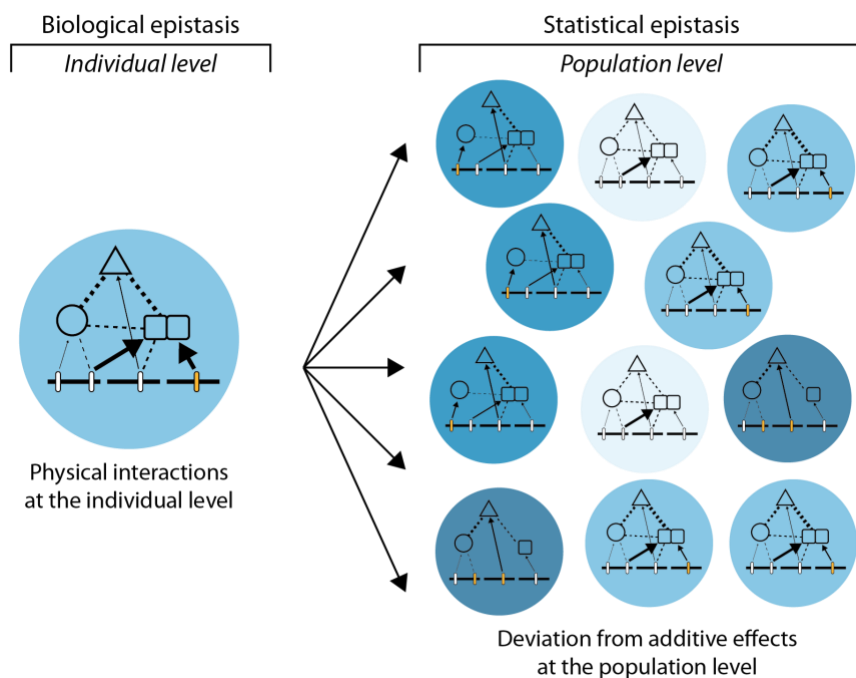 Biological epistasis
Individual level
Physical interactions
at the individual level
Statistical epistasis
Population level
Deviation from additive effects
at the population level